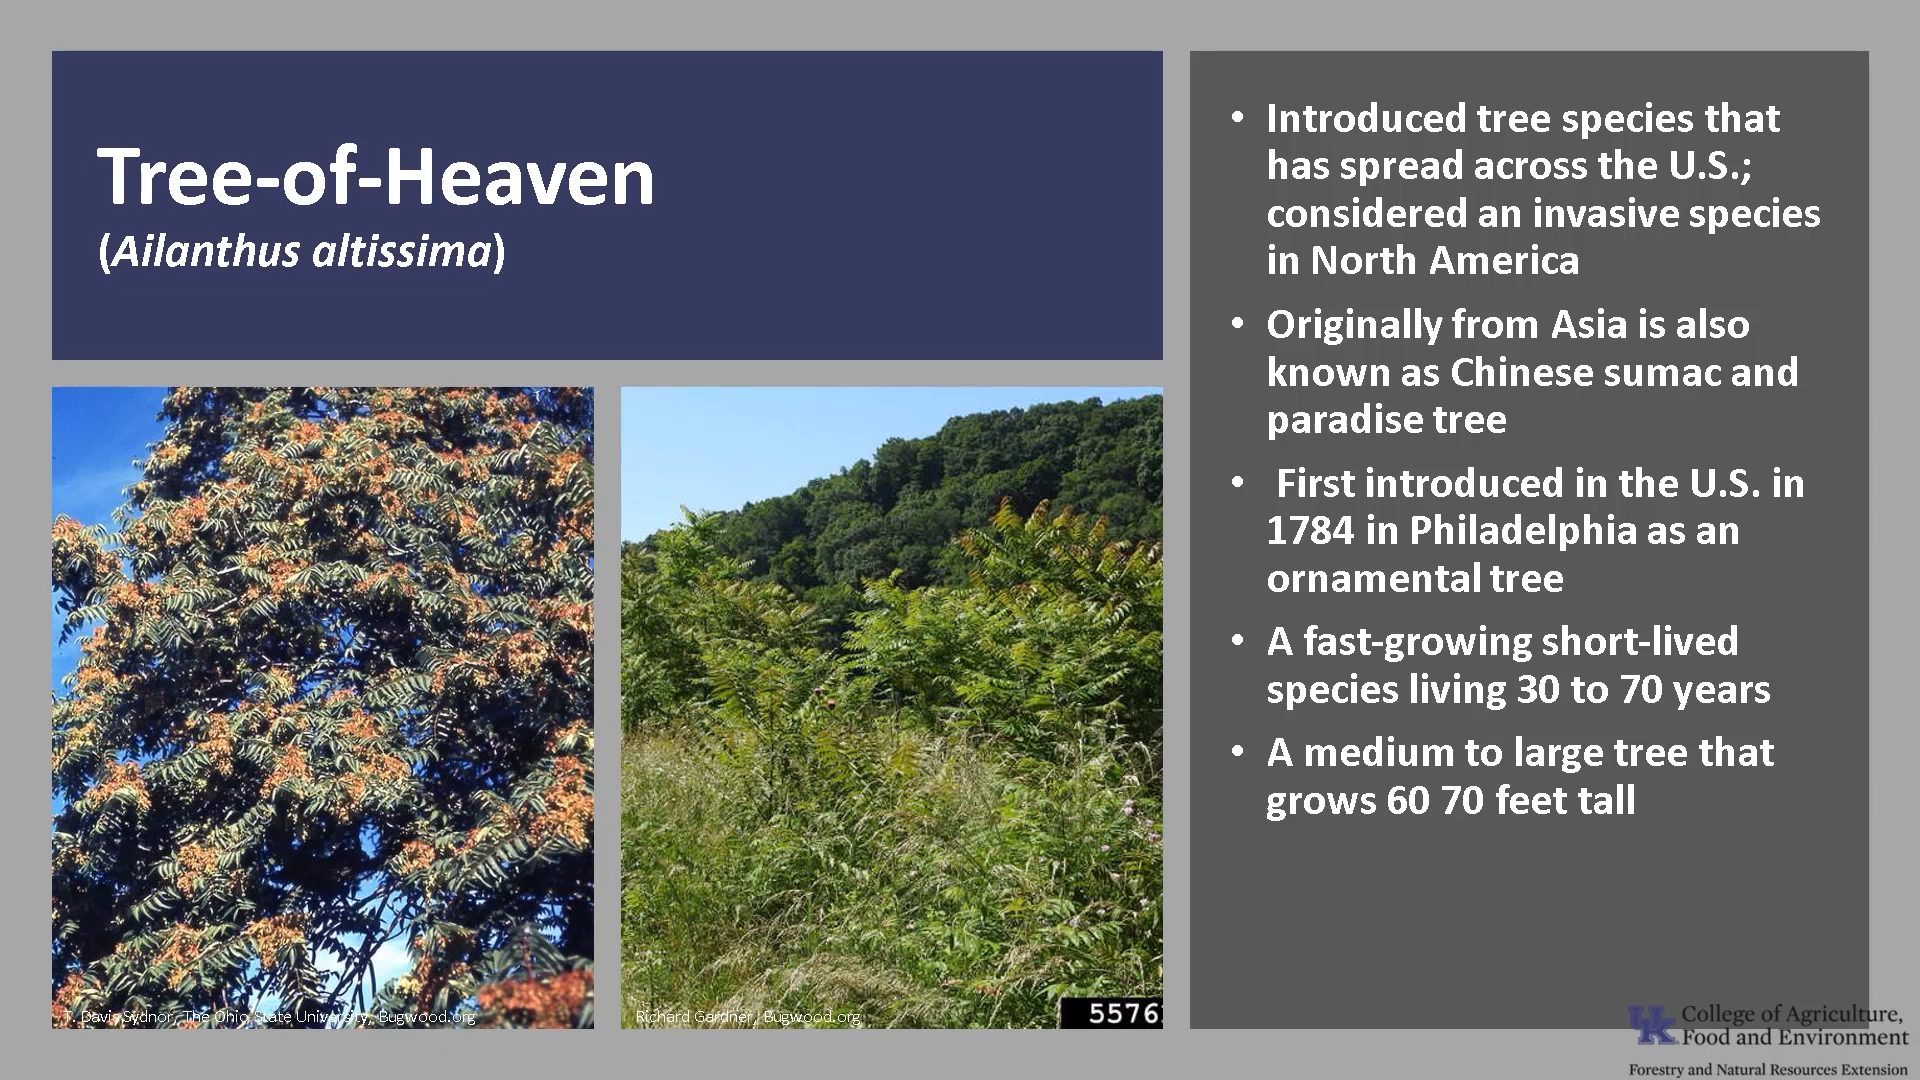 Tree-of-Heaven
(Ailanthus altissima)
• Introduced tree species that
has spread across the U.S.;
considered an invasive species
in North America
• Originally from Asia is also
known as Chinese sumac and
paradise tree
• First introduced in the U.S. in
1784 in Philadelphia as an
ornamental tree
• A fast-growing short-lived
species living 30 to 70 years
• A medium to large tree that
grows 60 70 feet tall
T. Davis Sydnor, The Ohio State University, Bugwood.org
Richard Gardner, Bugwood.org
5576
UK College of Agriculture,
Food and Environment
Forestry and Natural Resources Extension